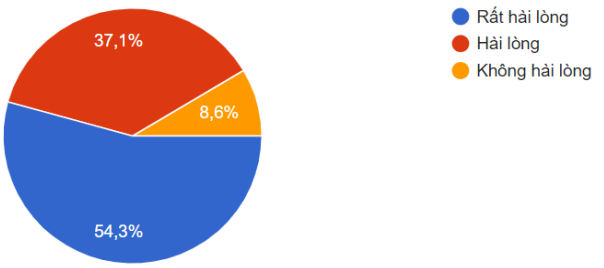 37,1%
8,6%
54,3%
Rất hài lòng
Hài lòng
Không hài lòng